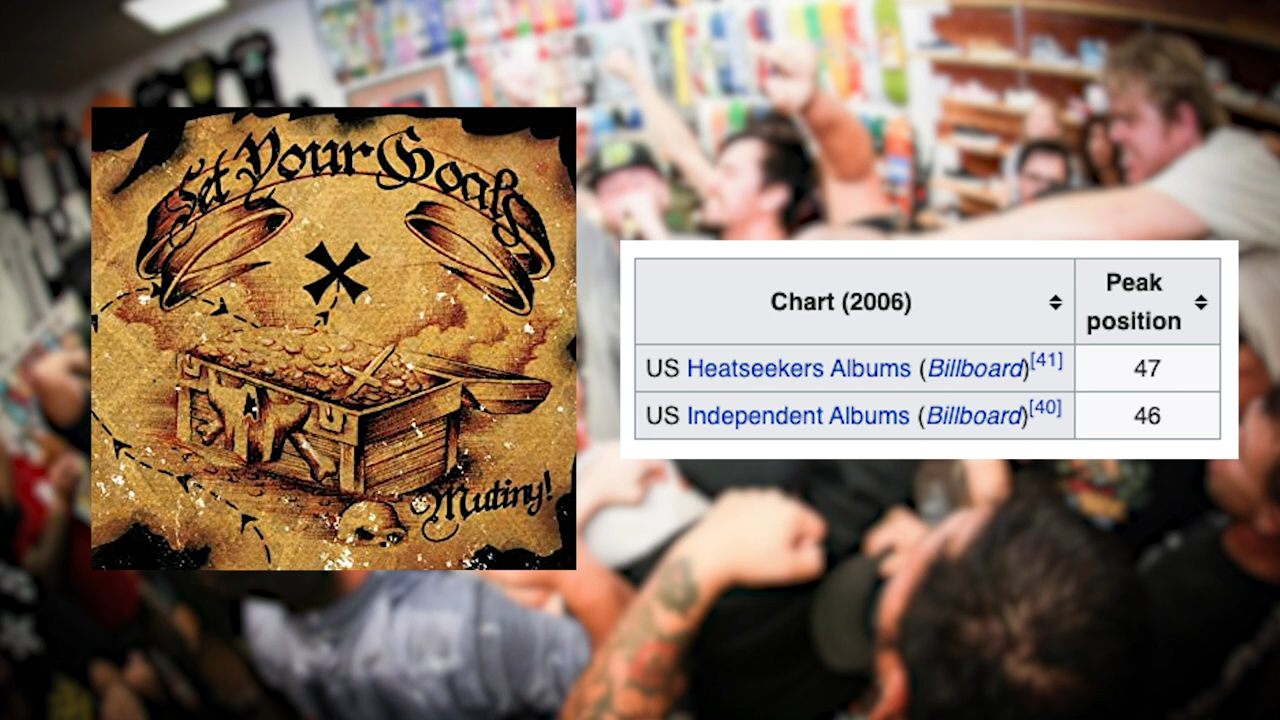 Set Your Goals
Mutiny!
Chart (2006)
Peak
position
US Heatseekers Albums (Billboard)[41]
47
US Independent Albums (Billboard)[40]
46